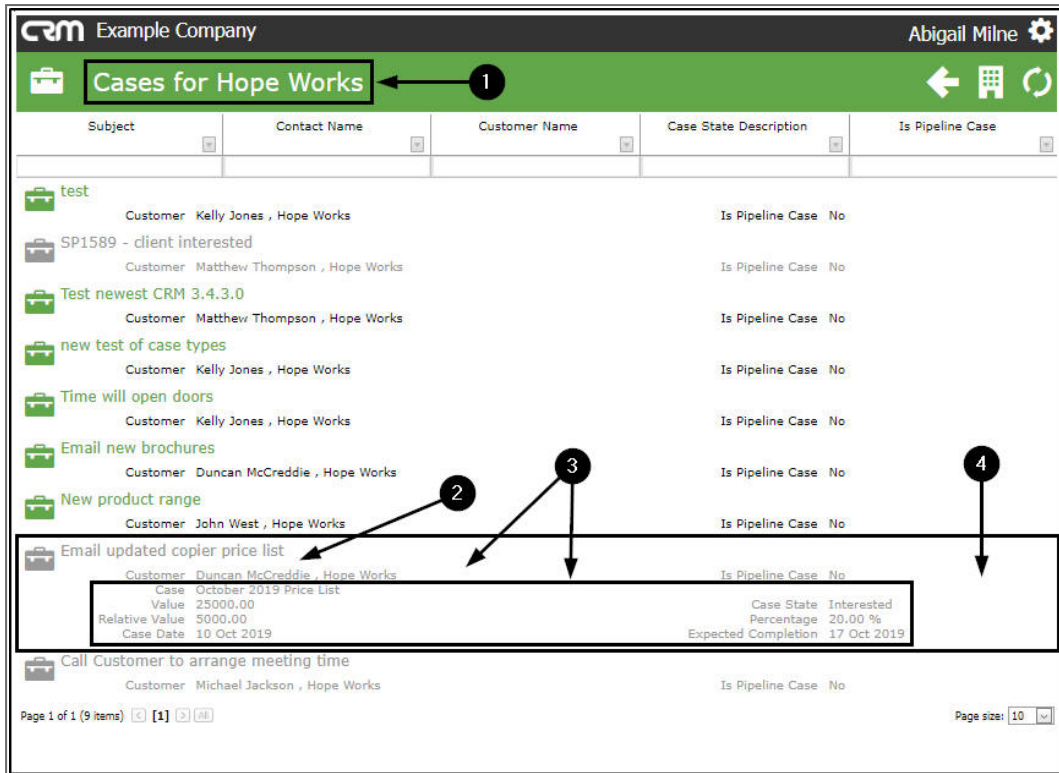 CRM Example Company Abigail Milne
Cases for Hope Works 1
Subject Contact Name Customer Name Case State Description Is Pipeline Case
test
Customer Kelly Jones , Hope Works Is Pipeline Case No
SP1589 - client interested
Customer Matthew Thompson , Hope Works Is Pipeline Case No
Test newest CRM 3.4.3.0
Customer Matthew Thompson , Hope Works Is Pipeline Case No
new test of case types
Customer Kelly Jones , Hope Works Is Pipeline Case No
Time will open doors
Customer Kelly Jones , Hope Works Is Pipeline Case No
Email new brochures
Customer Duncan McCreddie , Hope Works Is Pipeline Case No
3 4
New product range 2
Customer John West , Hope Works Is Pipeline Case No
Email updated copier price list
Customer Duncan McCreddie , Hope Works Is Pipeline Case No
Case October 2019 Price List
Value 25000.00 Case State Interested
Relative Value 5000.00 Percentage 20.00 %
Case Date 10 Oct 2019 Expected Completion 17 Oct 2019
Call Customer to arrange meeting time
Customer Michael Jackson , Hope Works Is Pipeline Case No
Page 1 of 1 (9 items) < [1] > All Page size: 10